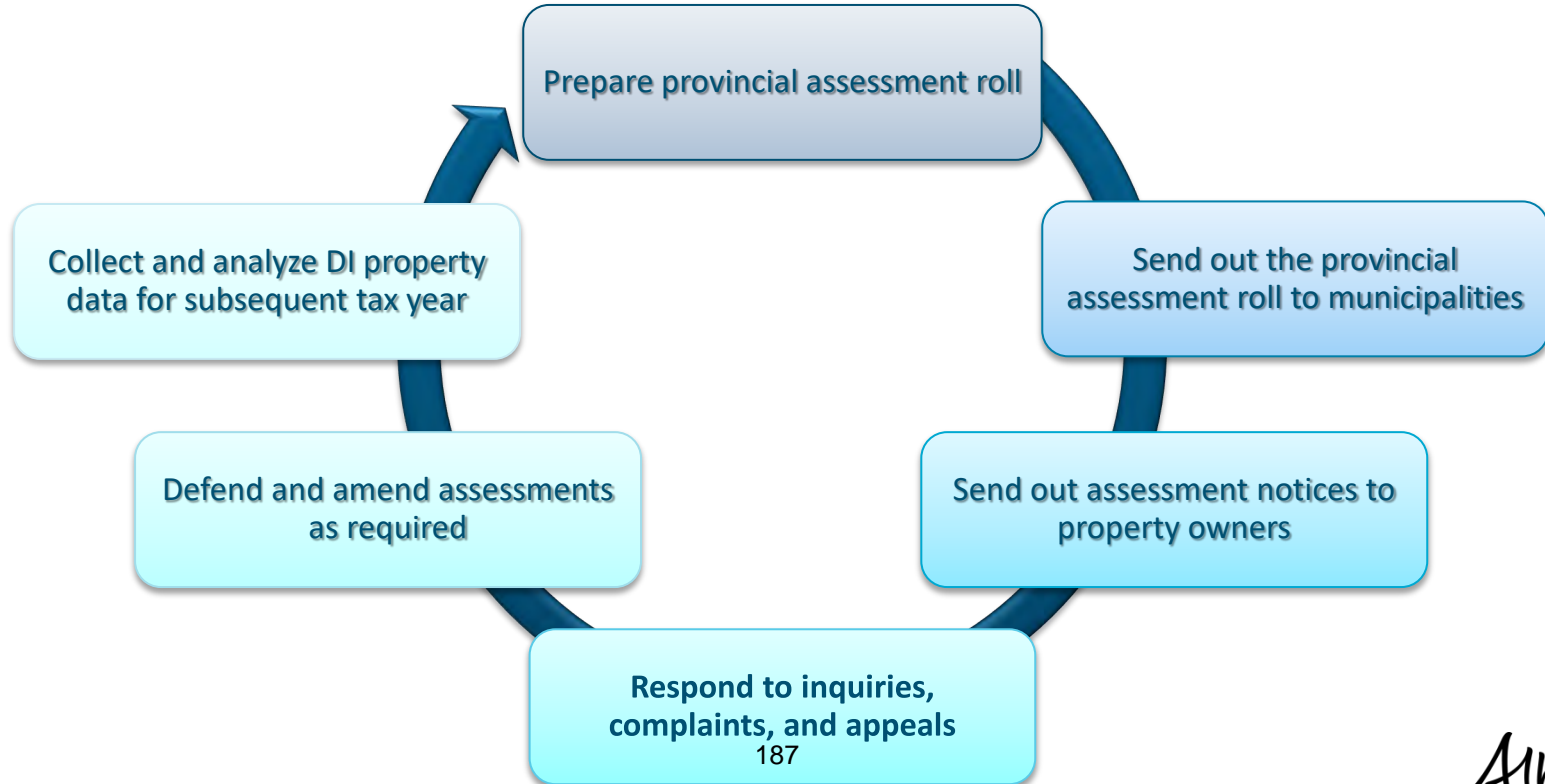 Prepare provincial assessment roll
Send out the provincial
assessment roll to municipalities
Send out assessment notices to
property owners
Respond to inquiries,
complaints, and appeals
187
Defend and amend assessments
as required
Collect and analyze DI property
data for subsequent tax year